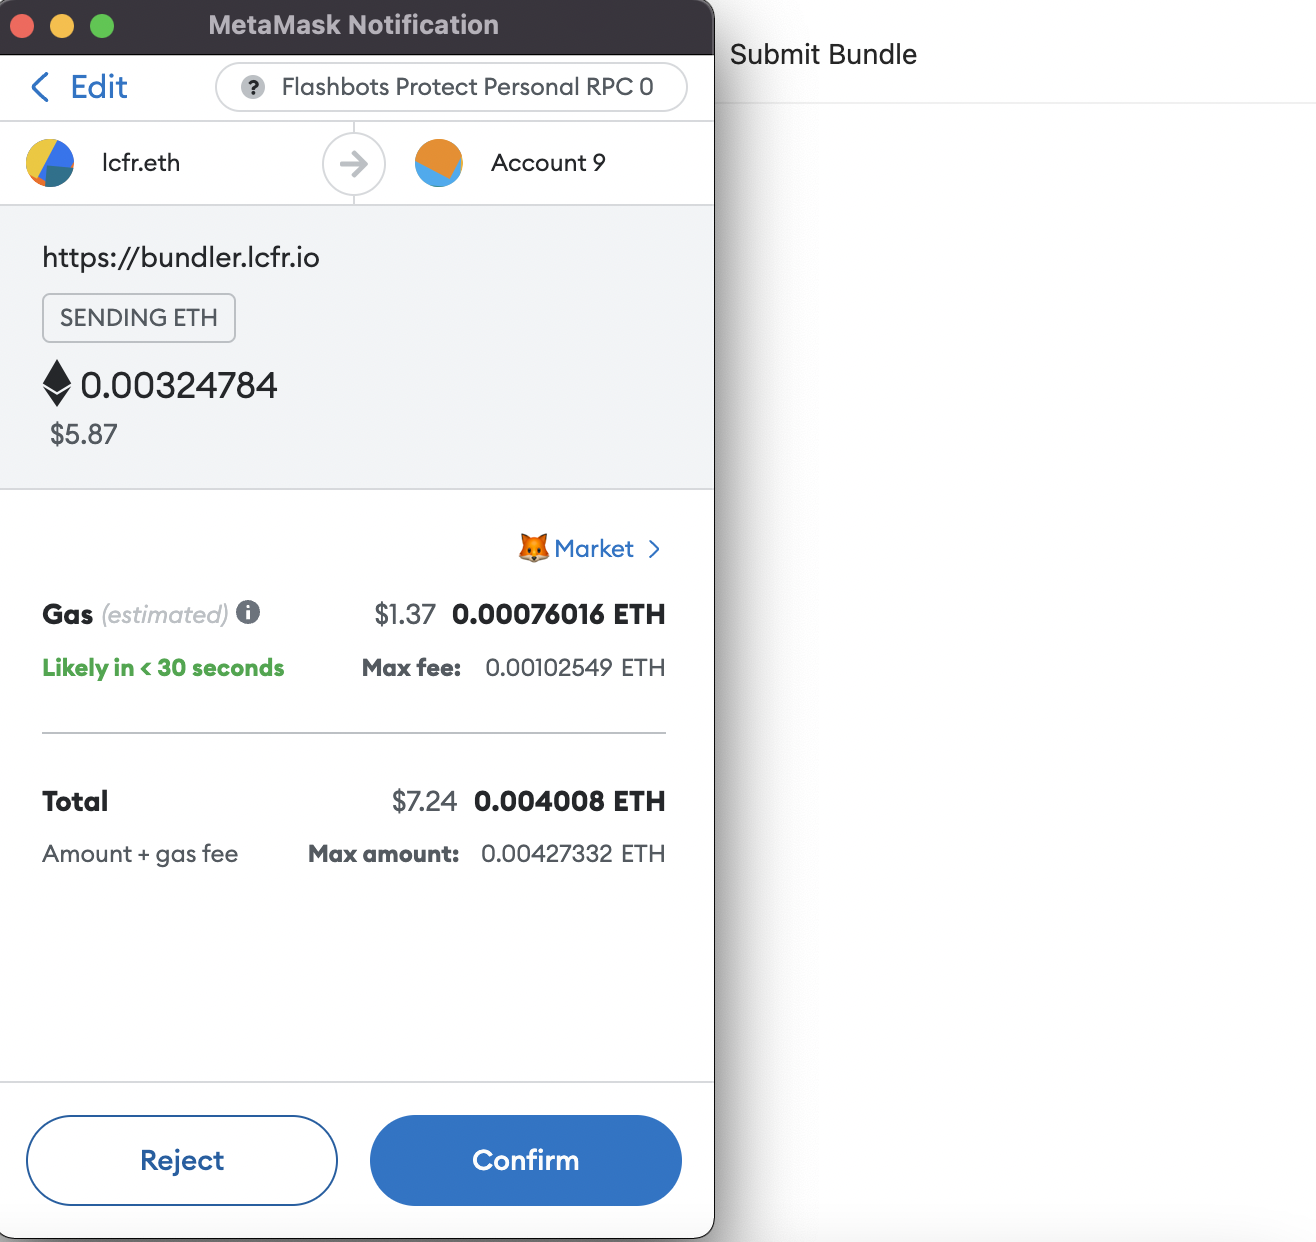 MetaMask Notification
Submit Bundle
Edit
? Flashbots Protect Personal RPC 0
lcfr.eth
Account 9
https://bundler.lcfr.io
SENDING ETH
0.00324784
$5.87
Market
Gas (estimated) i $1.37 0.00076016 ETH
Likely in < 30 seconds Max fee: 0.00102549 ETH
Total $7.24 0.004008 ETH
Amount + gas fee Max amount: 0.00427332 ETH
Reject
Confirm